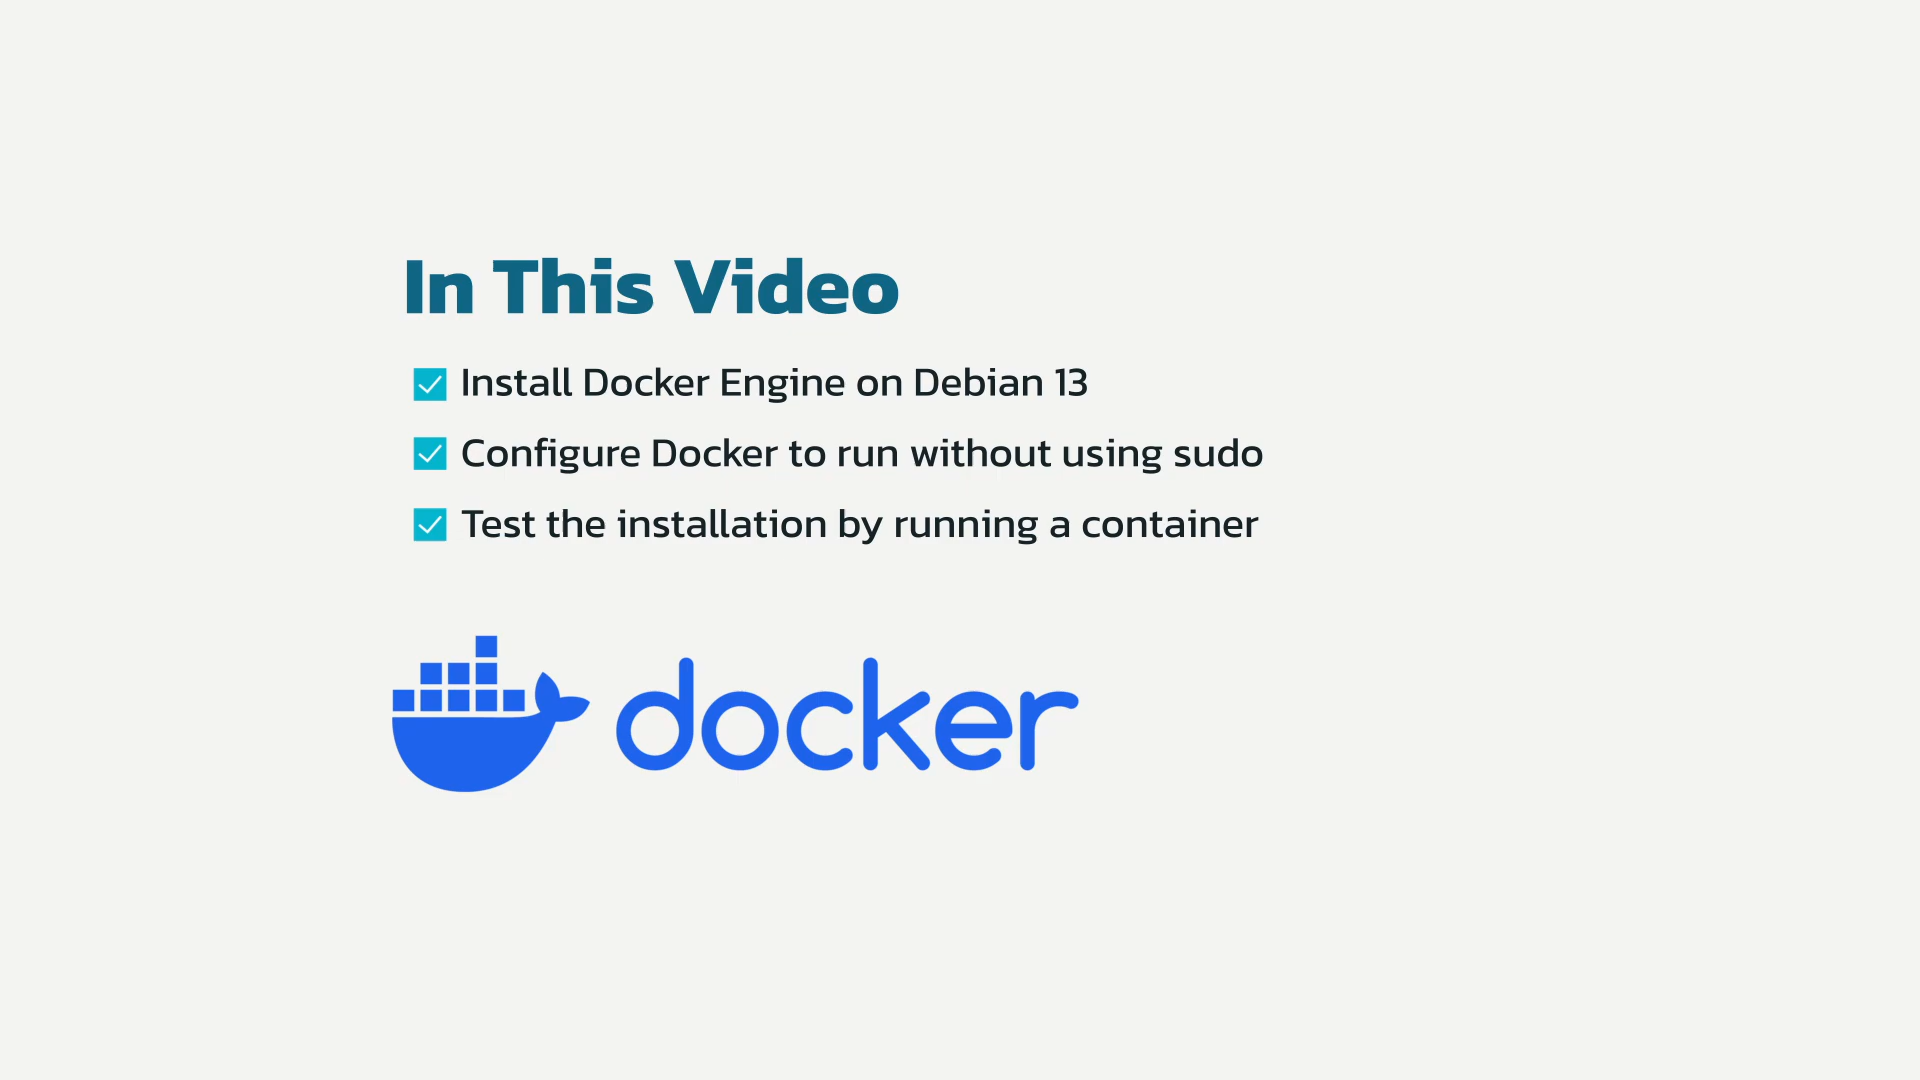 In This Video
Install Docker Engine on Debian 13
Configure Docker to run without using sudo
Test the installation by running a container
docker